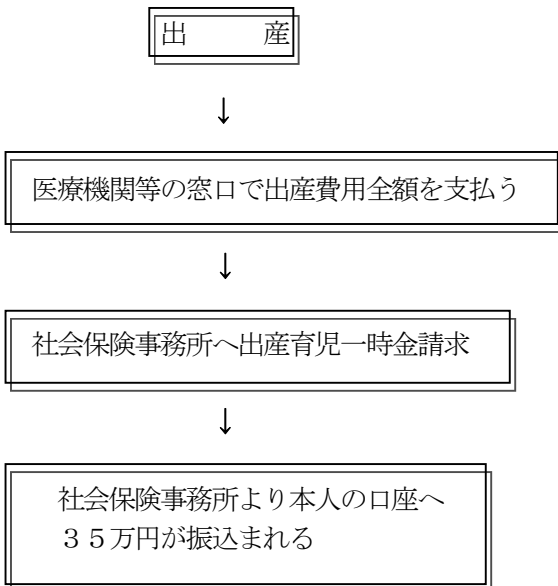 出　　　産
↓
医療機関等の窓口で出産費用全額を支払う
↓
社会保険事務所へ出産育児一時金請求
↓
社会保険事務所より本人の口座へ
３５万円が振込まれる